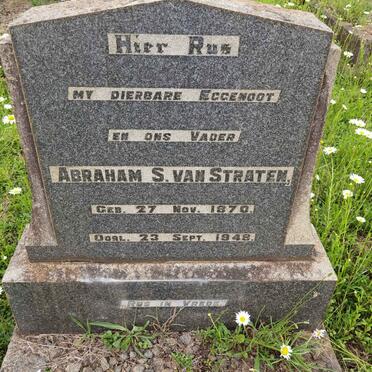 Hier Rus
MY DIERBARE EGGENOOT
EN ONS VADER
ABRAHAM S. VAN STRATEN,
GEB. 27 NOV. 1870
OORL. 23 SEPT. 1948
RUS IN VREDE